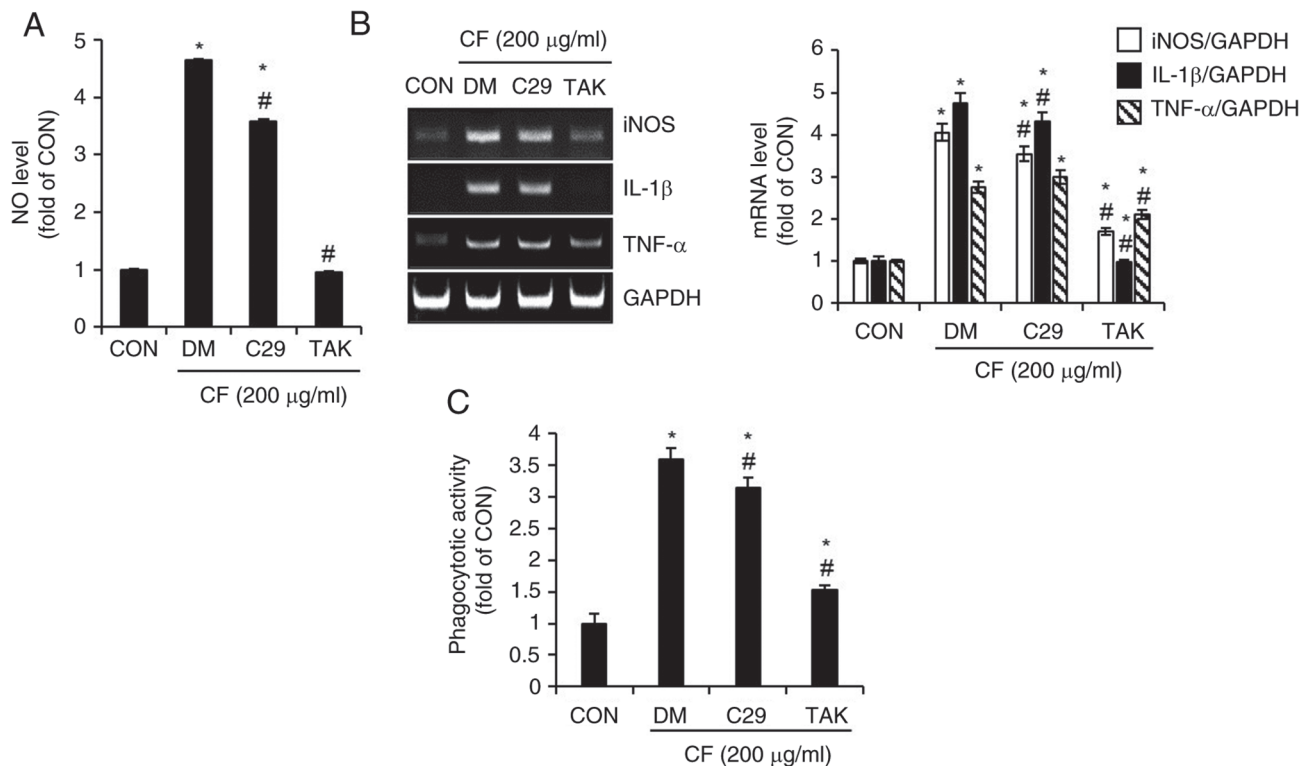 A
NO level
(fold of CON)
5
4
3
2
1
0
*
*
#
#
CON DM C29 TAK
CF (200 μg/ml)
B
CF (200 μg/ml)
CON DM C29 TAK
iNOS
IL-1β
TNF-α
GAPDH
mRNA level
(fold of CON)
6
5
4
3
2
1
0
* * *
* * *
# #
* * *
# # #
CON DM C29 TAK
CF (200 μg/ml)
iNOS/GAPDH
IL-1β/GAPDH
TNF-α/GAPDH
C
Phagocytotic activity
(fold of CON)
4
3.5
3
2.5
2
1.5
1
0.5
0
*
*
#
*
#
CON DM C29 TAK
CF (200 μg/ml)